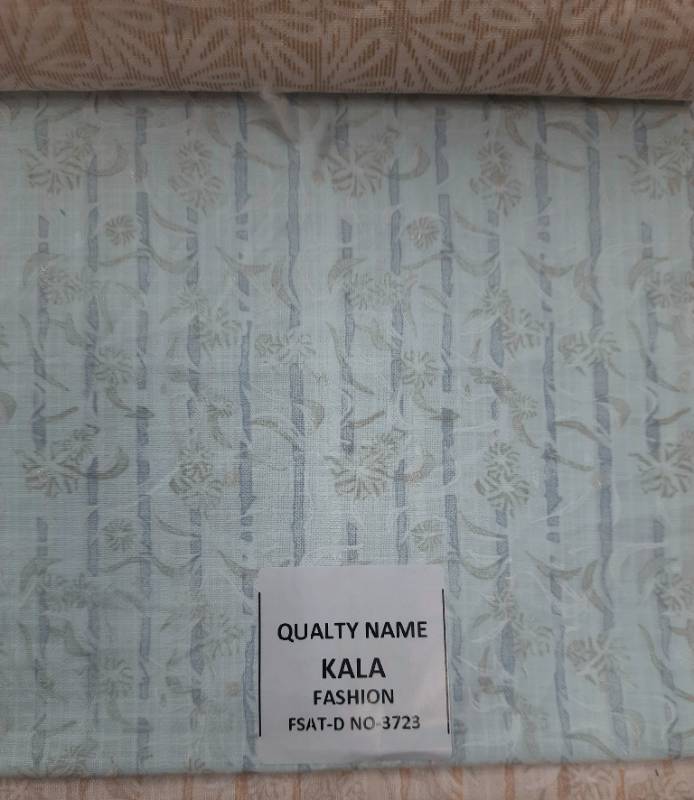 QUALTY NAME
KALA
FASHION
FSAT-D NO-3723